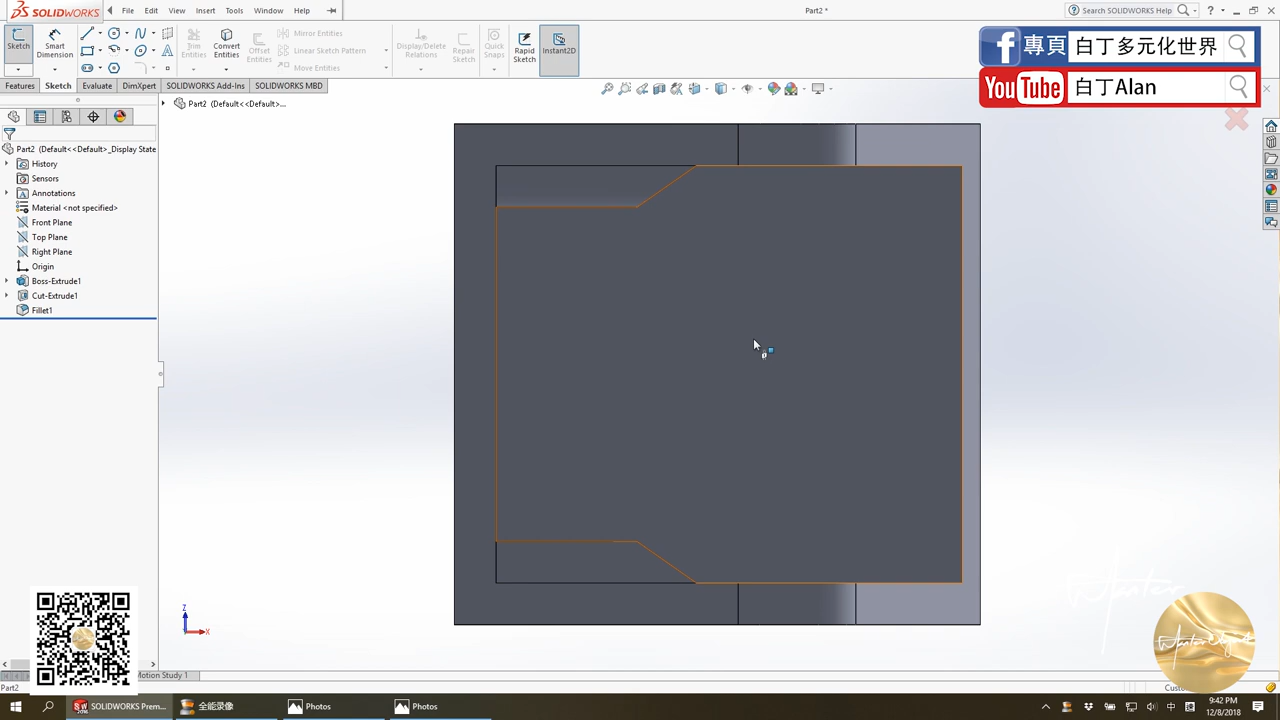 SOLIDWORKS
File Edit View Insert Tools Window Help
Part2 *
Search SOLIDWORKS Help
Sketch
Smart Dimension
Trim Entities
Convert Entities
Offset Entities
Mirror Entities
Linear Sketch Pattern
Move Entities
Display/Delete Relations
Repair Sketch
Quick Snaps
Rapid Sketch
Instant2D
f 專頁 白丁多元化世界
YouTube 白丁Alan
Features Sketch Evaluate DimXpert SOLIDWORKS Add-Ins SOLIDWORKS MBD
Part2 (Default<<Default>...
Part2 (Default<<Default>_Display State
History
Sensors
Annotations
Material <not specified>
Front Plane
Top Plane
Right Plane
Origin
Boss-Extrude1
Cut-Extrude1
Fillet1
Z
X
Motion Study 1
Part2
SOLIDWORKS Prem...
全能录像
Photos
Photos
中
9:42 PM
12/8/2018